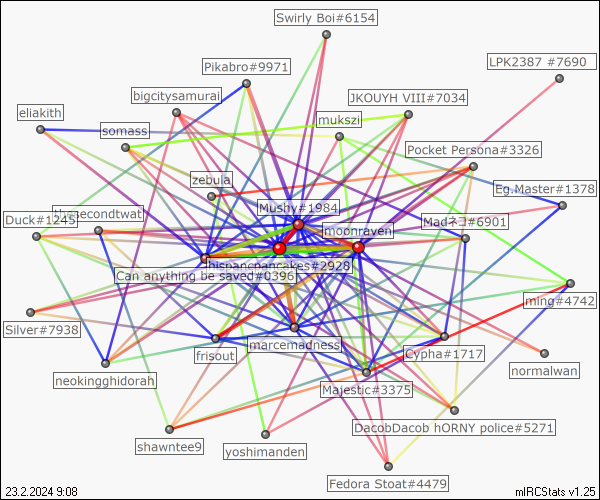 Swirly Boi#6154
LPK2387 #7690
Pikabro#9971
bigcitysamurai
JKOUYH VIII#7034
eliakith
mukszi
somass
Pocket Persona#3326
zebula
Eg.Master#1378
Mushy#1984
Duck#1245
thesecondtwat
Madネコ#6901
moonraven
hispancpancakes#2928
Can anything be saved#0396
ming#4742
Silver#7938
marcemadness
frisout
Cypha#1717
normalwan
neokingghidorah
Majestic#3375
DacobDacob hORNY police#5271
shawntee9
yoshimanden
Fedora Stoat#4479
23.2.2024 9:08
mIRCStats v1.25